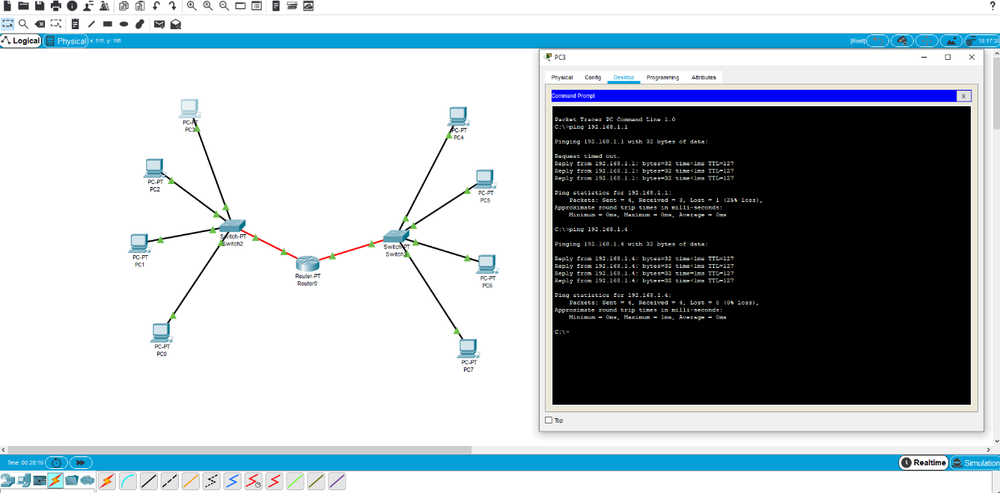 ?
Logical
Physical
x: 516, y: 106
[Root]
18:17:30
PC3
Physical Config Desktop Programming Attributes
Command Prompt
X
Packet Tracer PC Command Line 1.0
C:\>ping 192.168.1.1
Pinging 192.168.1.1 with 32 bytes of data:
Request timed out.
Reply from 192.168.1.1: bytes=32 time<1ms TTL=127
Reply from 192.168.1.1: bytes=32 time<1ms TTL=127
Reply from 192.168.1.1: bytes=32 time<1ms TTL=127
Ping statistics for 192.168.1.1:
Packets: Sent = 4, Received = 3, Lost = 1 (25% loss),
Approximate round trip times in milli-seconds:
Minimum = 0ms, Maximum = 0ms, Average = 0ms
C:\>ping 192.168.1.4
Pinging 192.168.1.4 with 32 bytes of data:
Reply from 192.168.1.4: bytes=32 time<1ms TTL=127
Reply from 192.168.1.4: bytes=32 time<1ms TTL=127
Reply from 192.168.1.4: bytes=32 time=1ms TTL=127
Reply from 192.168.1.4: bytes=32 time<1ms TTL=127
Ping statistics for 192.168.1.4:
Packets: Sent = 4, Received = 4, Lost = 0 (0% loss),
Approximate round trip times in milli-seconds:
Minimum = 0ms, Maximum = 1ms, Average = 0ms
C:\>
Top
PC-PT
PC3
PC-PT
PC4
PC-PT
PC2
PC-PT
PC5
Switch-PT
Switch2
Switch-PT
Switch3
PC-PT
PC1
Router-PT
Router0
PC-PT
PC6
PC-PT
PC0
PC-PT
PC7
Time: 00:28:16
Realtime
Simulation